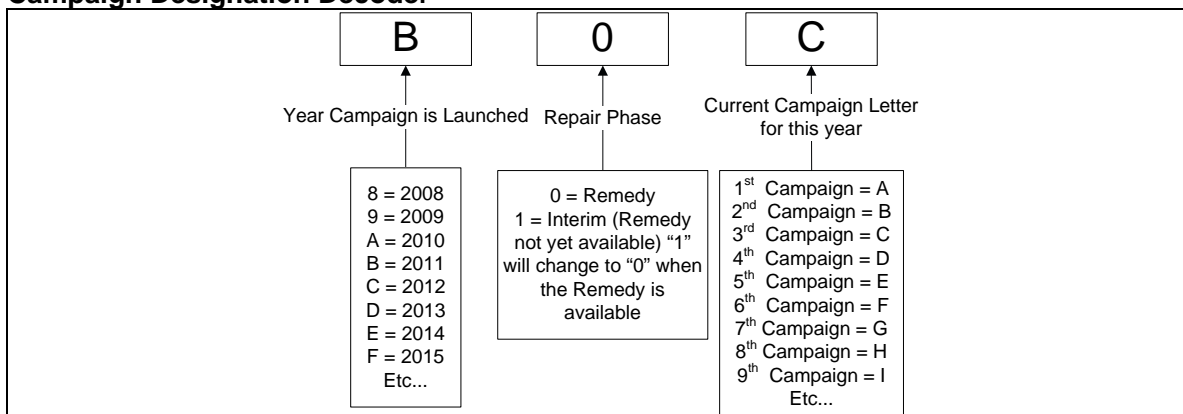 Campaign Designation Decoder
B
0
C
Year Campaign is Launched
Repair Phase
Current Campaign Letter
for this year
8 = 2008
9 = 2009
A = 2010
B = 2011
C = 2012
D = 2013
E = 2014
F = 2015
Etc...
0 = Remedy
1 = Interim (Remedy
not yet available) “1”
will change to “0” when
the Remedy is
available
1st Campaign = A
2nd Campaign = B
3rd Campaign = C
4th Campaign = D
5th Campaign = E
6th Campaign = F
7th Campaign = G
8th Campaign = H
9th Campaign = I
Etc...